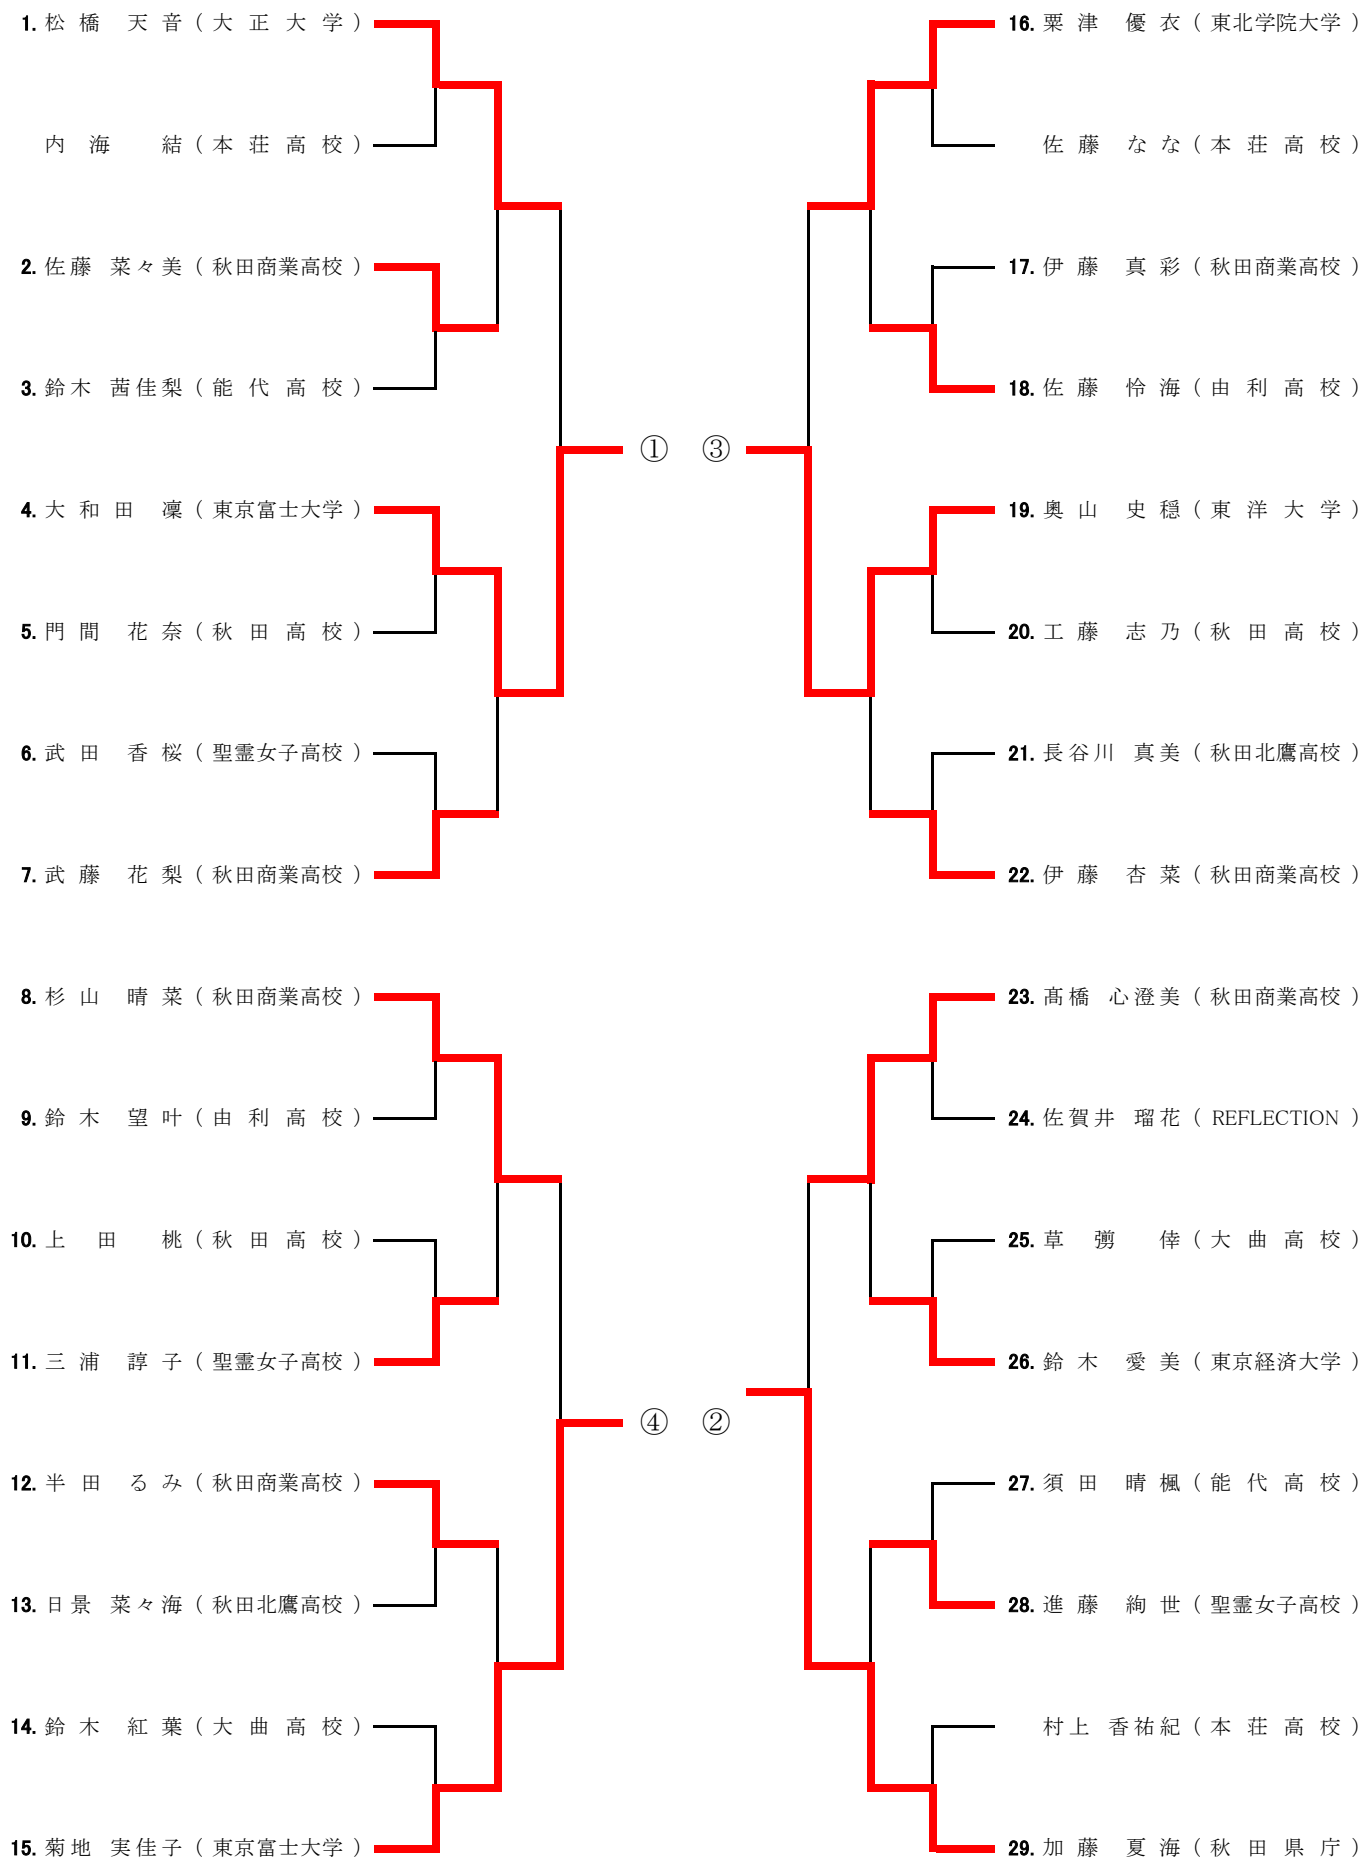 1. 松橋 天音 ( 大正大学 )
内海 結 ( 本荘高校 )
2. 佐藤 菜々美 ( 秋田商業高校 )
3. 鈴木 茜佳梨 ( 能代高校 )
①
4. 大和田 凜 ( 東京富士大学 )
5. 門間 花奈 ( 秋田高校 )
6. 武田 香桜 ( 聖霊女子高校 )
7. 武藤 花梨 ( 秋田商業高校 )
8. 杉山 晴菜 ( 秋田商業高校 )
9. 鈴木 望叶 ( 由利高校 )
10. 上田 桃 ( 秋田高校 )
11. 三浦 諄子 ( 聖霊女子高校 )
④
12. 半田 るみ ( 秋田商業高校 )
13. 日景 菜々海 ( 秋田北鷹高校 )
14. 鈴木 紅葉 ( 大曲高校 )
15. 菊地 実佳子 ( 東京富士大学 )
16. 粟津 優衣 ( 東北学院大学 )
佐藤 なな ( 本荘高校 )
17. 伊藤 真彩 ( 秋田商業高校 )
18. 佐藤 怜海 ( 由利高校 )
③
19. 奥山 史穏 ( 東洋大学 )
20. 工藤 志乃 ( 秋田高校 )
21. 長谷川 真美 ( 秋田北鷹高校 )
22. 伊藤 杏菜 ( 秋田商業高校 )
23. 髙橋 心澄美 ( 秋田商業高校 )
24. 佐賀井 瑠花 ( REFLECTION )
25. 草彅 倖 ( 大曲高校 )
26. 鈴木 愛美 ( 東京経済大学 )
②
27. 須田 晴楓 ( 能代高校 )
28. 進藤 絢世 ( 聖霊女子高校 )
村上 香祐紀 ( 本荘高校 )
29. 加藤 夏海 ( 秋田県庁 )